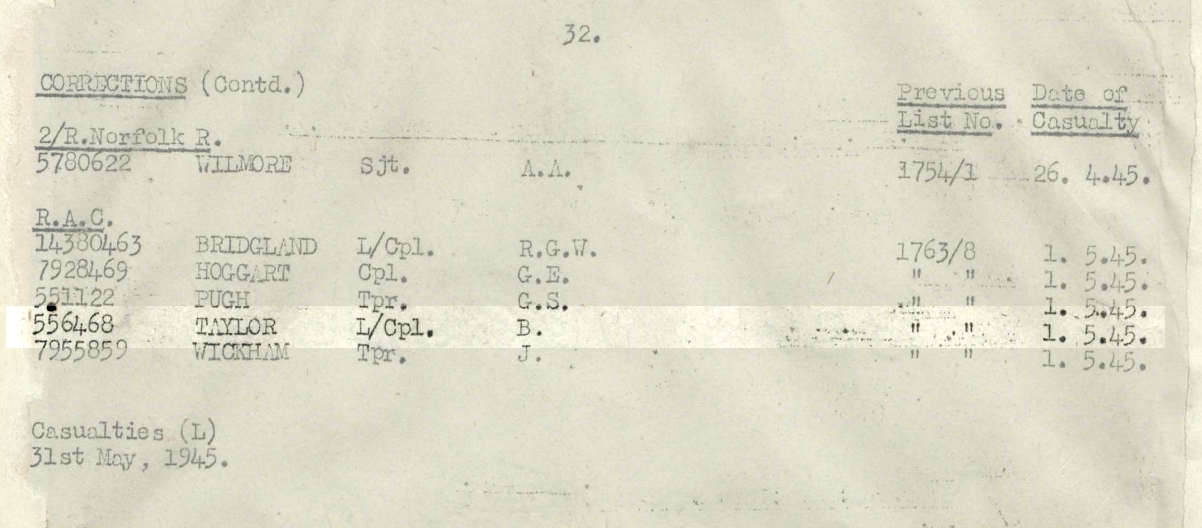 32.
CORRECTIONS (Contd.)
Previous Date of
List No. Casualty
2/R.Norfolk R.
5780622 WILMORE Sjt. A.A. 1754/1 26. 4.45.
R.A.C.
14380463 BRIDGLAND L/Cpl. R.G.W. 1763/8 1. 5.45.
7928469 HOGGART Cpl. G.E. " " 1. 5.45.
551122 PUGH Tpr. G.S. " " 1. 5.45.
556468 TAYLOR L/Cpl. B. " " 1. 5.45.
7955859 WICKHAM Tpr. J. " " 1. 5.45.
Casualties (L)
31st May, 1945.